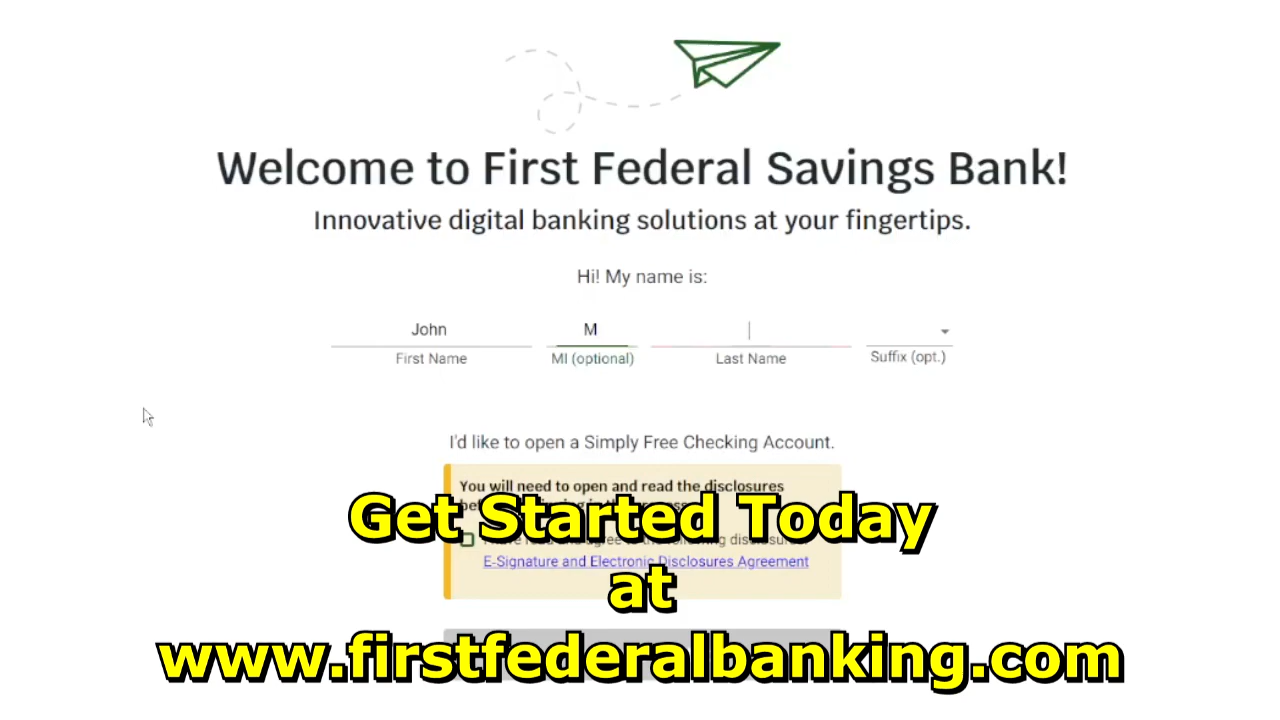 Welcome to First Federal Savings Bank!
Innovative digital banking solutions at your fingertips.
Hi! My name is:
John M
First Name MI (optional) Last Name Suffix (opt.)
I'd like to open a Simply Free Checking Account.
You will need to open and read the disclosures
Get Started Today
E-Signature and Electronic Disclosures Agreement
at
www.firstfederalbanking.com